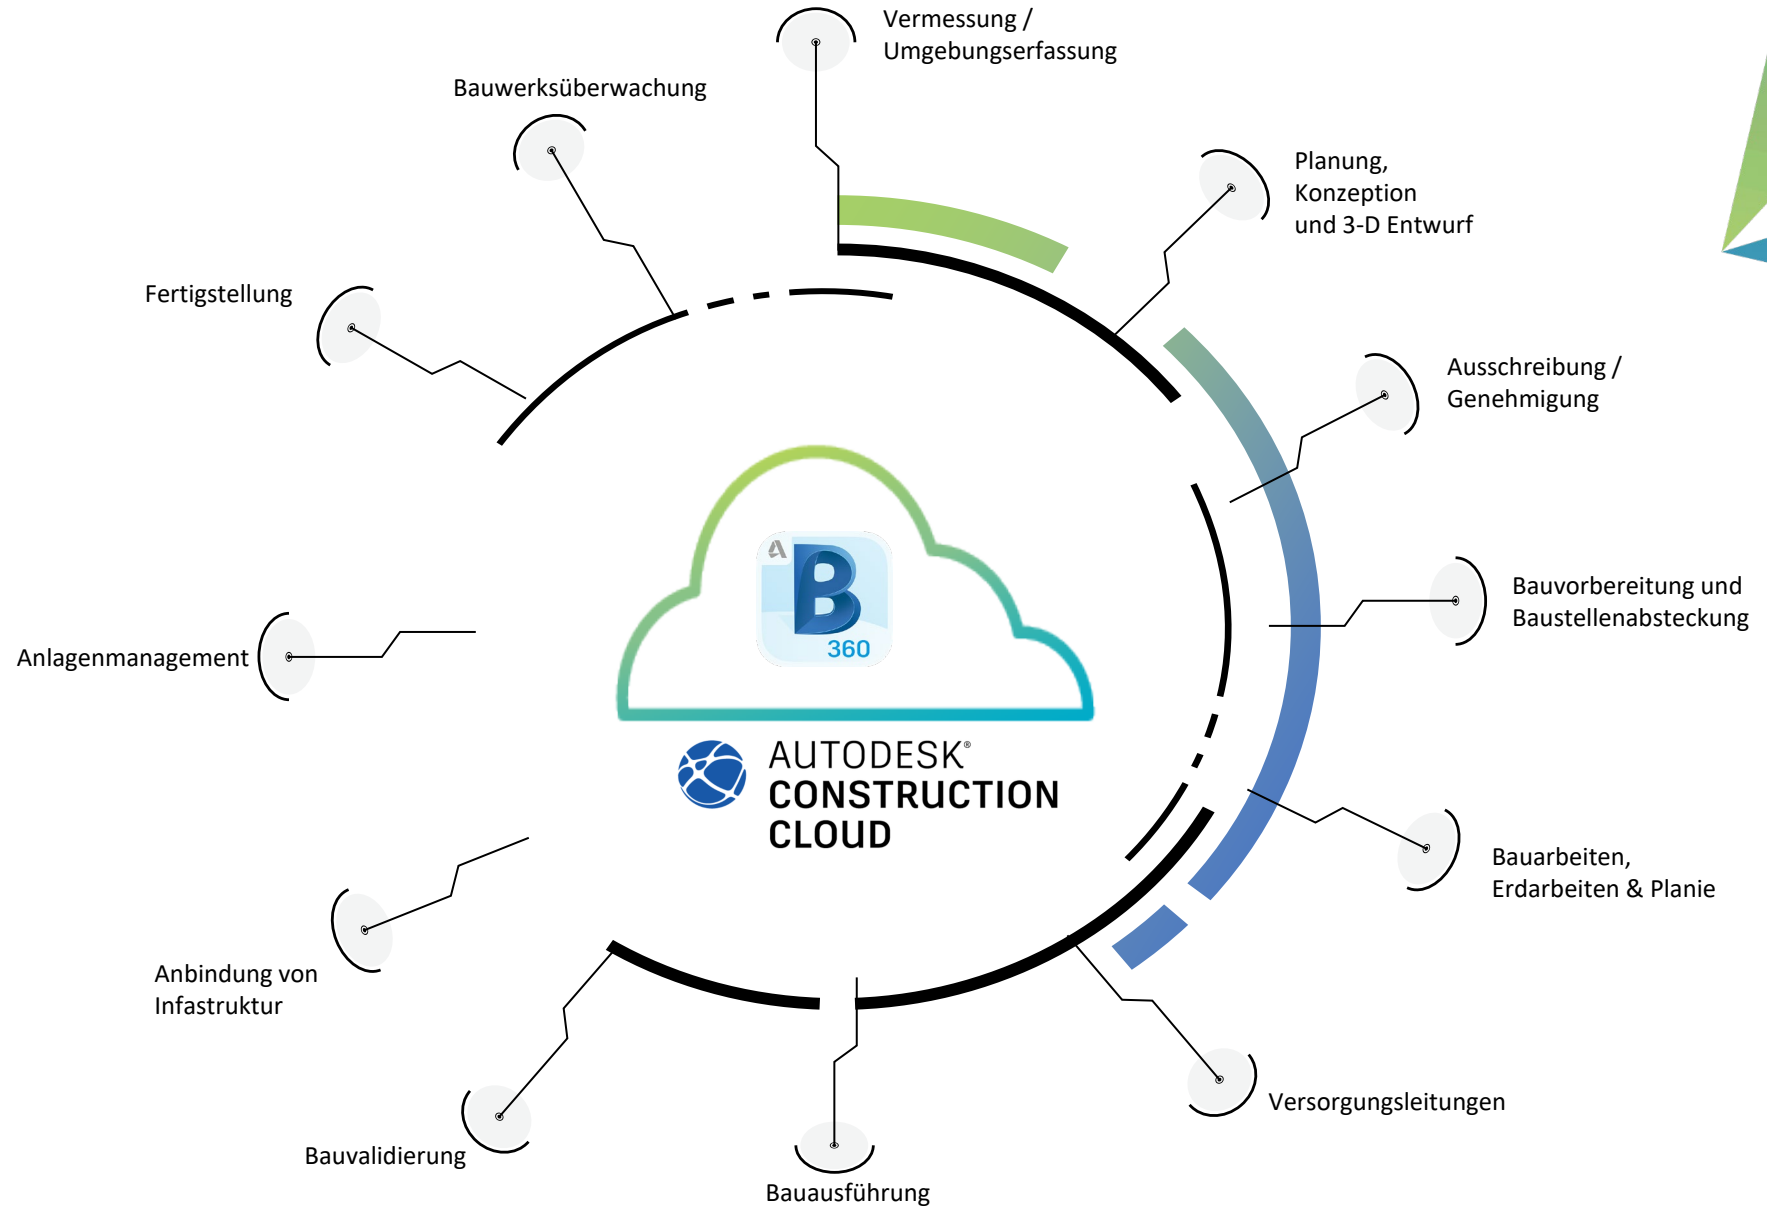 Vermessung /
Umgebungserfassung
Planung,
Konzeption
und 3-D Entwurf
Ausschreibung /
Genehmigung
Bauvorbereitung und
Baustellenabsteckung
Bauarbeiten,
Erdarbeiten & Planie
Versorgungsleitungen
Bauausführung
Bauvalidierung
Anbindung von
Infastruktur
Anlagenmanagement
Fertigstellung
Bauwerksüberwachung
A
B
360
AUTODESK®
CONSTRUCTION
CLOUD